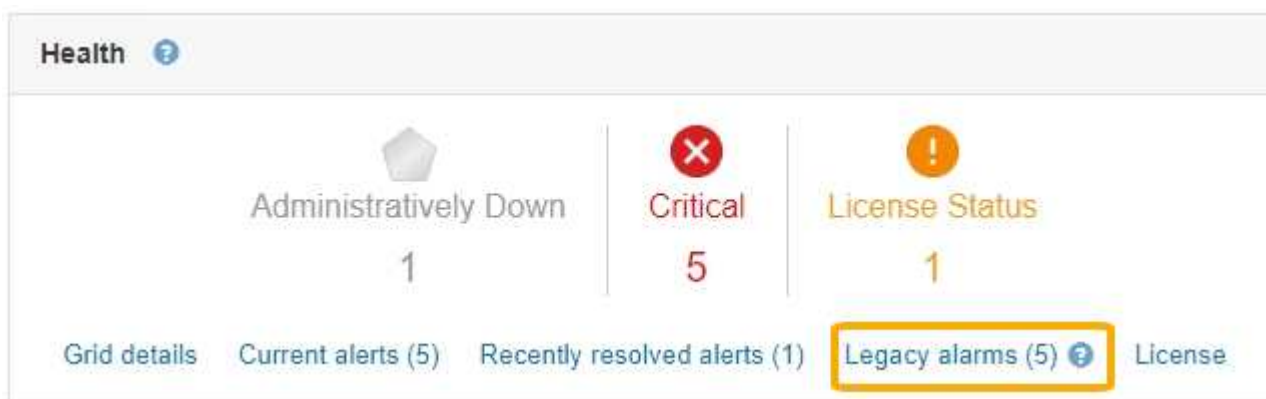 Health
Administratively Down Critical License Status
1 5 1
Grid details Current alerts (5) Recently resolved alerts (1) Legacy alarms (5) License